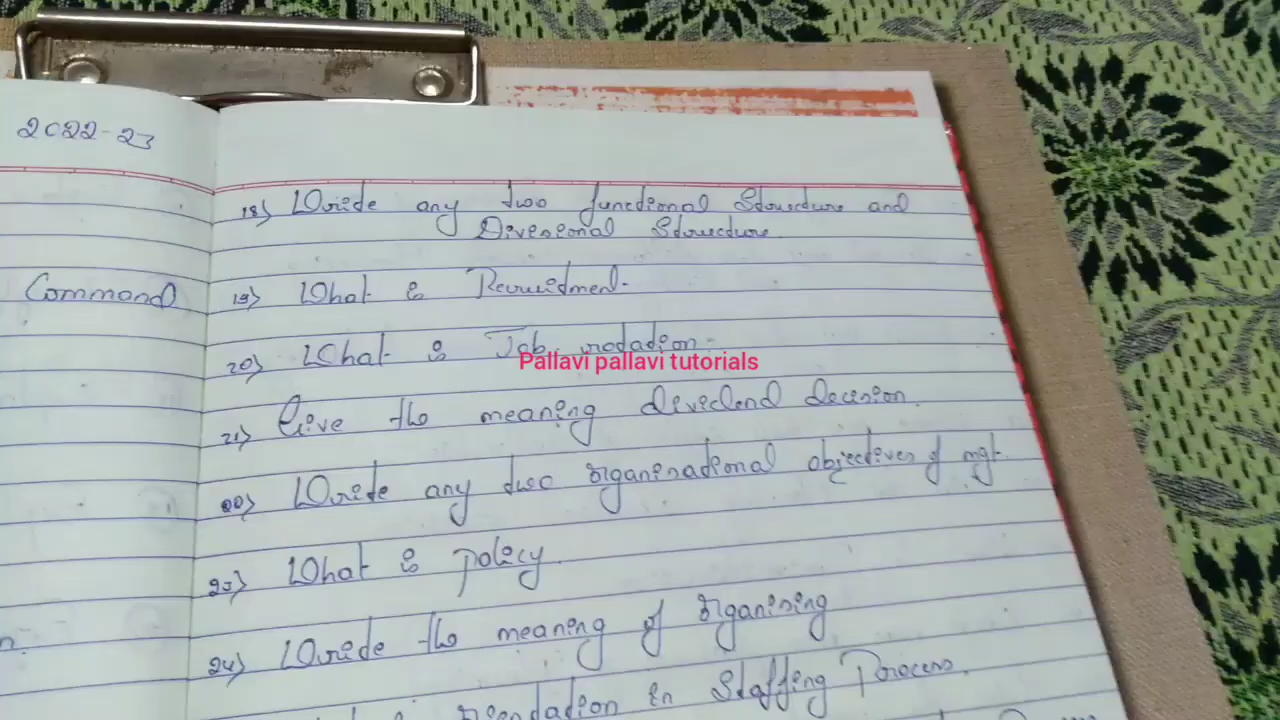 2022-23
Command
n.
18) Write any two functional Structure and
Divisional Structure
19) What is Recruitment.
20) What is Job rotation.
Pallavi pallavi tutorials
21) Give the meaning dividend decision.
22) Write any two organisational objectives of mgt.
23) What is policy.
24) Write the meaning of organising
orientation in Staffing Process.